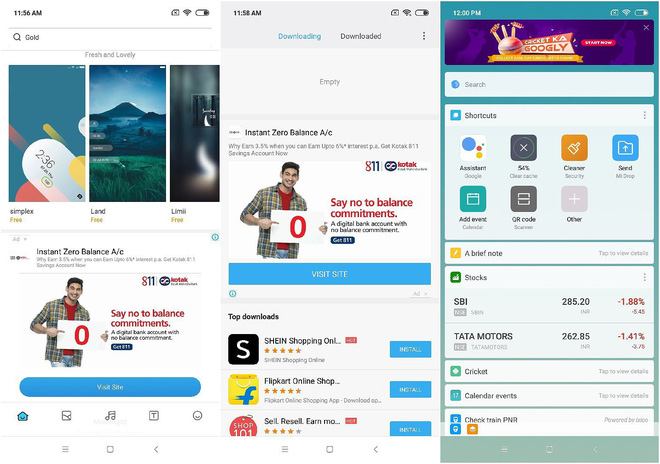 11:56 AM
Gold
Fresh and Lovely
simplex
Free
Land
Free
Limii
Free
Ad
Instant Zero Balance A/c
Why Earn 3.5% when you can Earn Upto 6%* interest p.a. Get Kotak 811
Savings Account Now
811 kotak
Say no to balance
commitments.
A digital bank account with
no balance commitment.
Get 811
0
Visit Site
11:58 AM
Downloading
Downloaded
Empty
Instant Zero Balance A/c
Why Earn 3.5% when you can Earn Upto 6%* interest p.a. Get Kotak 811
Savings Account Now
811 kotak
Say no to balance
commitments.
A digital bank account with
no balance commitment.
Get 811
0
VISIT SITE
Ad
Top downloads
S
SHEIN Shopping Onl...
HOT
SHEIN Shopping Online
INSTALL
Flipkart Online Shop...
Flipkart Online Shopping App - Download ap...
INSTALL
SHOP
101
Sell. Resell. Earn mo...
HOT
INSTALL
12:00 PM
CRICKET KA
GOOGLY
START NOW
Search
Shortcuts
Assistant
Google
54%
Clear cache
Cleaner
Security
Send
Mi Drop
Add event
Calendar
QR code
Scanner
Other
A brief note
Tap to view details
Stocks
SBI
285.20
-1.88%
NSE
SBIN
INR
-5.45
TATA MOTORS
262.85
-1.41%
NSE
TATAMOTORS
INR
-3.75
Cricket
Tap to view details
17
Calendar events
Tap to view details
Check train PNR
Powered by ixigo